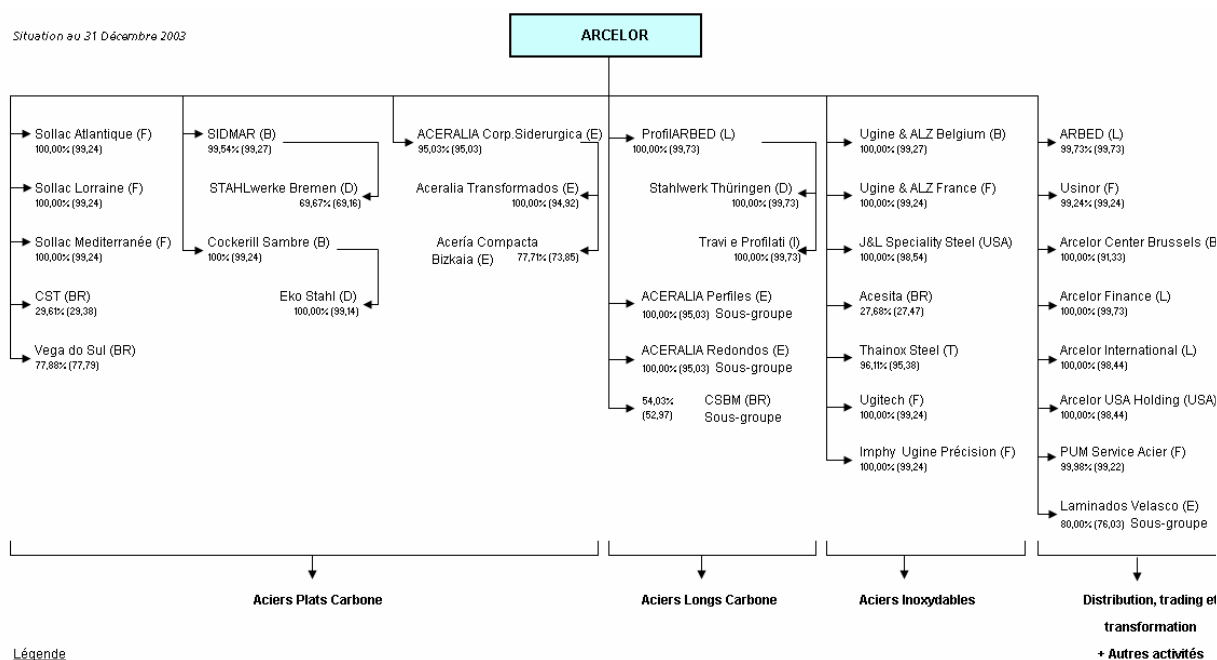 Situation au 31 Décembre 2003
ARCELOR
Sollac Atlantique (F)
100,00% (99,24)
Sollac Lorraine (F)
100,00% (99,24)
Sollac Mediterranée (F)
100,00% (99,24)
CST (BR)
29,61% (29,38)
Vega do Sul (BR)
77,88% (77,79)
SIDMAR (B)
99,54% (99,27)
STAHLwerke Bremen (D)
69,67% (69,16)
Cockerill Sambre (B)
100% (99,24)
Eko Stahl (D)
100,00% (99,14)
ACERALIA Corp.Siderurgica (E)
95,03% (95,03)
Aceralia Transformados (E)
100,00% (94,92)
Acería Compacta
Bizkaia (E) 77,71% (73,85)
ProfilARBED (L)
100,00% (99,73)
Stahlwerk Thüringen (D)
100,00% (99,73)
Travi e Profilati (I)
100,00% (99,73)
ACERALIA Perfiles (E)
100,00% (95,03) Sous-groupe
ACERALIA Redondos (E)
100,00% (95,03) Sous-groupe
54,03% CSBM (BR)
(52,97) Sous-groupe
Ugine & ALZ Belgium (B)
100,00% (99,27)
Ugine & ALZ France (F)
100,00% (99,24)
J&L Speciality Steel (USA)
100,00% (98,54)
Acesita (BR)
27,68% (27,47)
Thainox Steel (T)
96,11% (95,38)
Ugitech (F)
100,00% (99,24)
Imphy Ugine Précision (F)
100,00% (99,24)
ARBED (L)
99,73% (99,73)
Usinor (F)
99,24% (99,24)
Arcelor Center Brussels (B
100,00% (91,33)
Arcelor Finance (L)
100,00% (99,73)
Arcelor International (L)
100,00% (98,44)
Arcelor USA Holding (USA)
100,00% (98,44)
PUM Service Acier (F)
99,98% (99,22)
Laminados Velasco (E)
80,00% (76,03) Sous-groupe
Aciers Plats Carbone
Aciers Longs Carbone
Aciers Inoxydables
Distribution, trading et
transformation
+ Autres activités
Légende